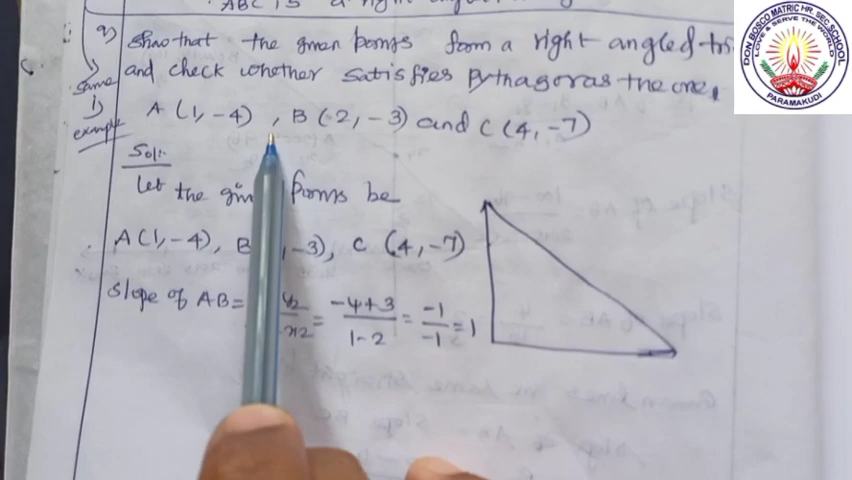 ABC is a right angled
9) Show that the given points form a right angled tri
and check whether satisfies Pythagoras theorem.
Same
i)
example
A (1, -4) , B (2, -3) and C (4, -7)
Sol:
Let the given points be
A (1, -4), B , -3), C (4, -7)
Slope of AB = y2 / x2 = -4+3 / 1-2 = -1 / -1 = 1
DON BOSCO MATRIC HR. SEC SCHOOL
LOVE & SERVE THE WORLD
PARAMAKUDI